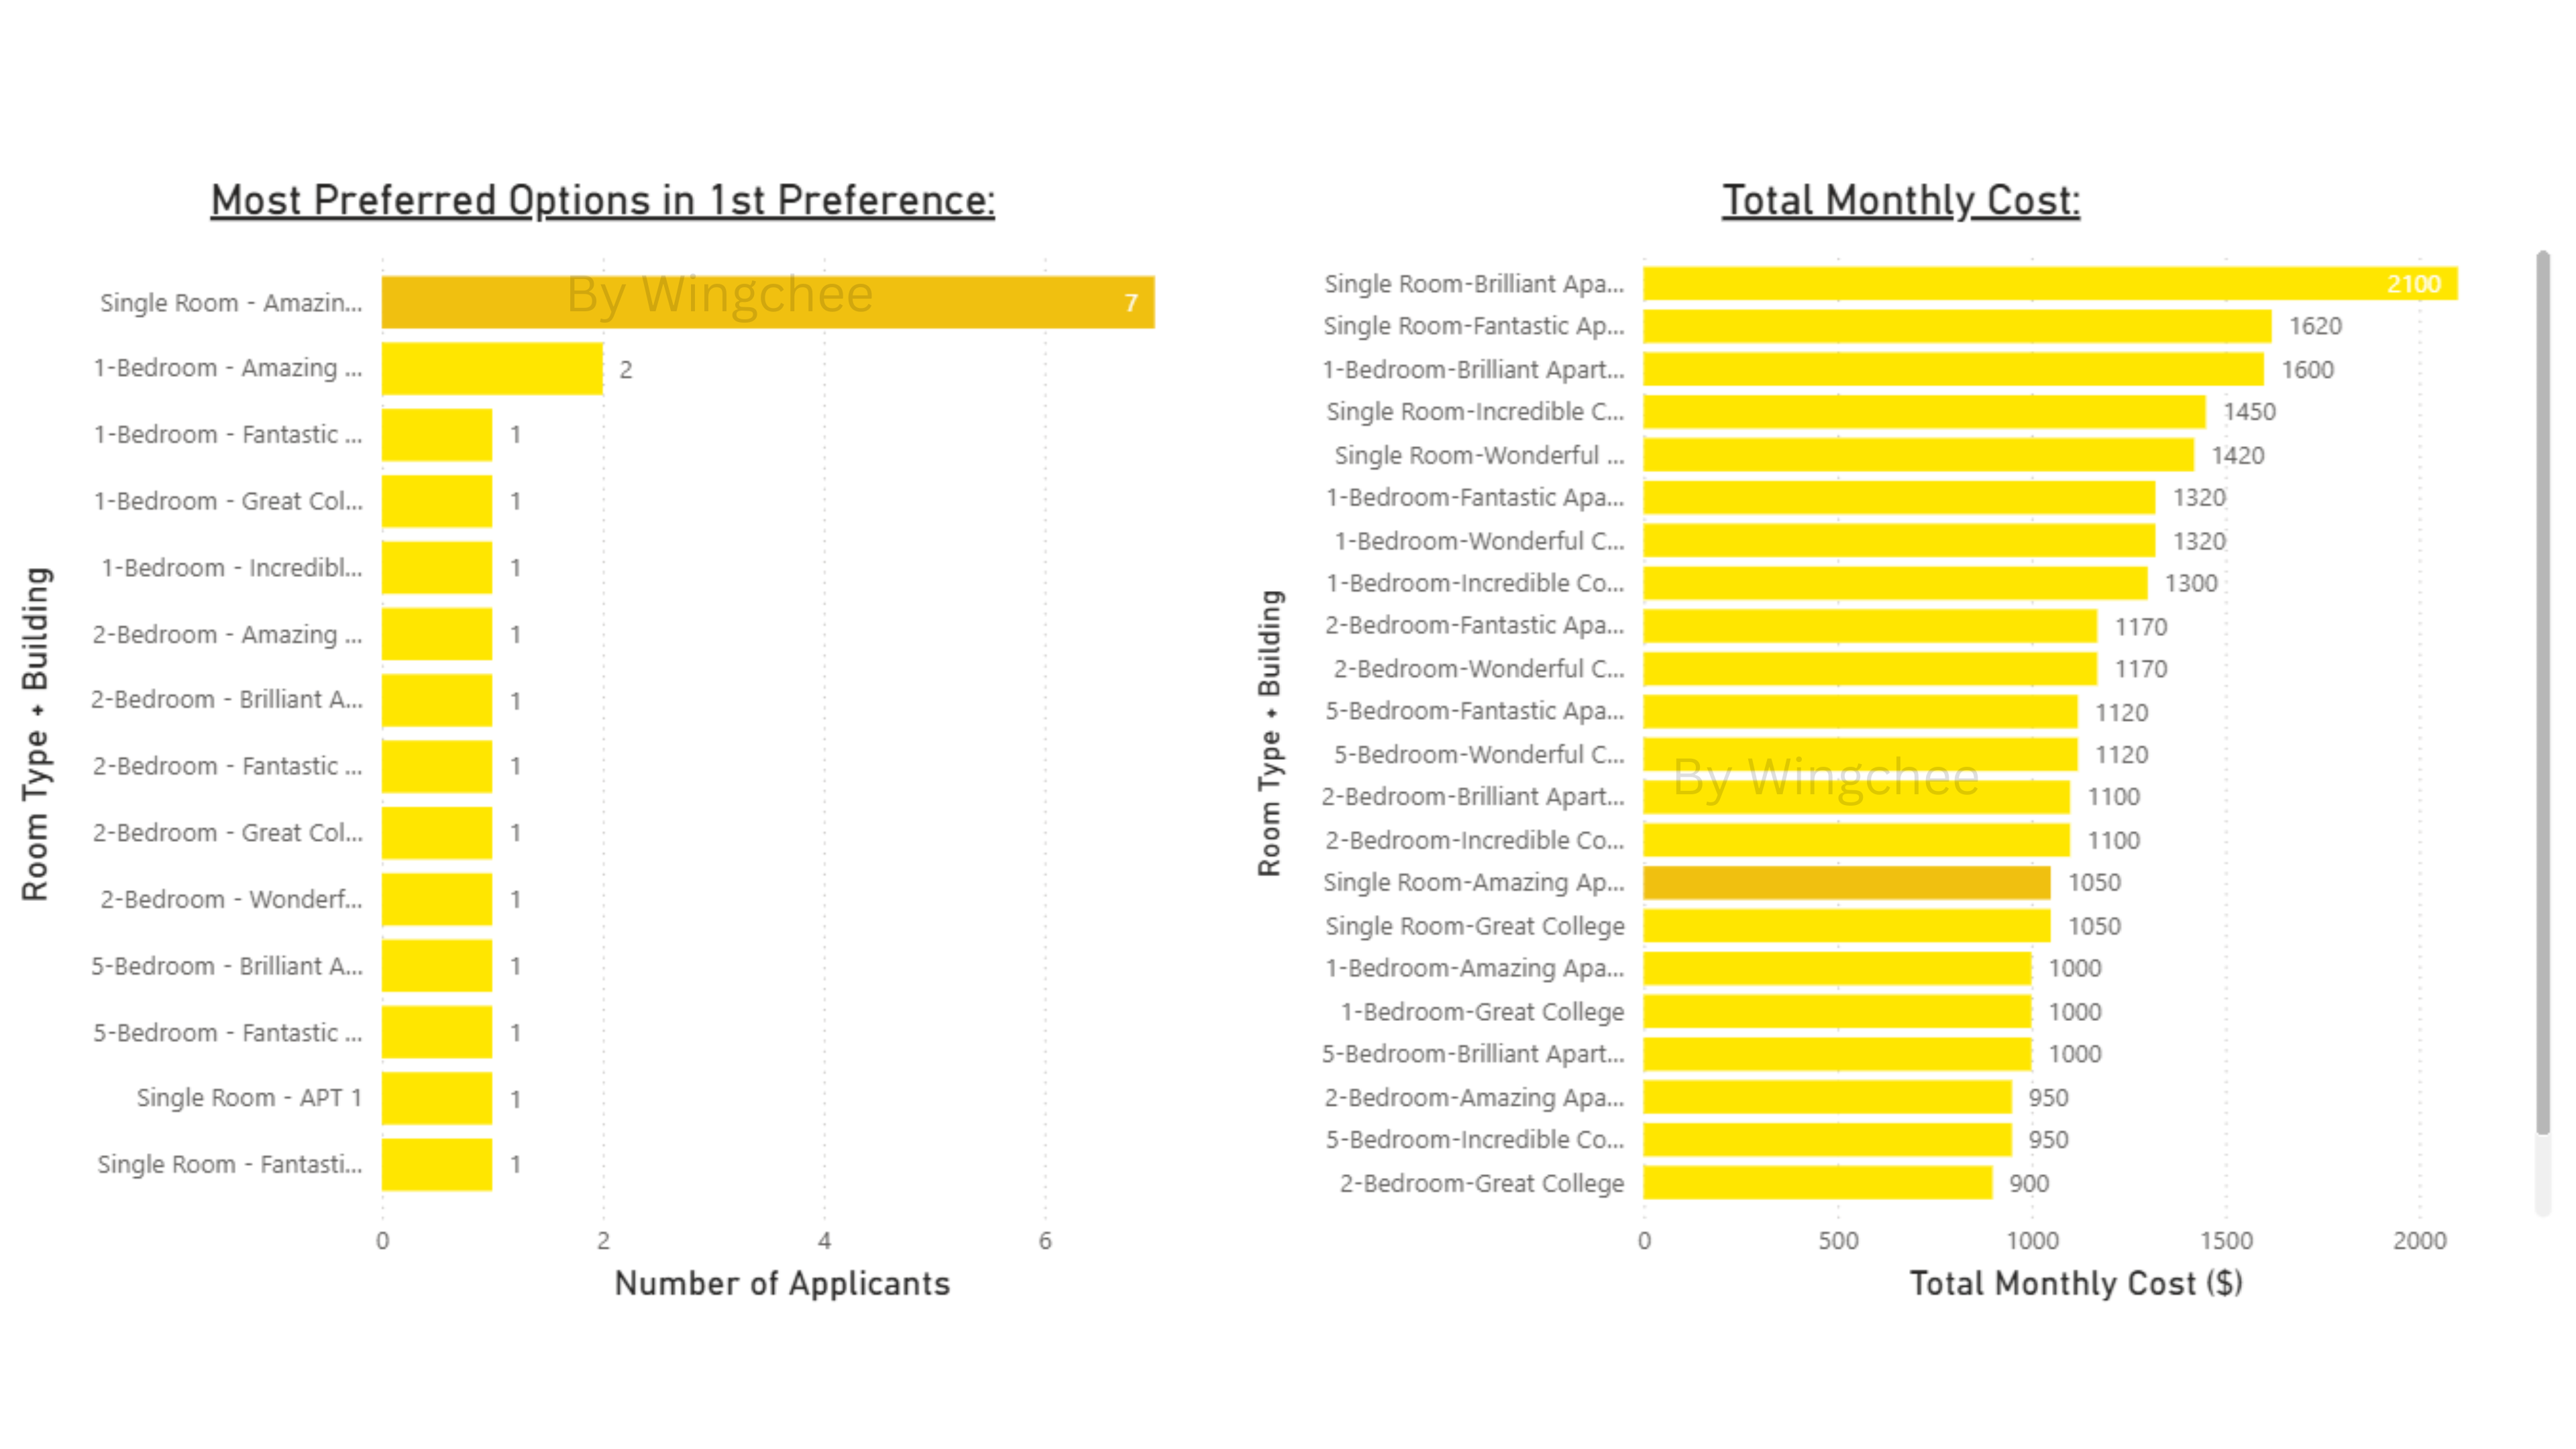 Most Preferred Options in 1st Preference:
Room Type + Building
Single Room - Amazin... 7
By Wingchee
1-Bedroom - Amazing ... 2
1-Bedroom - Fantastic ... 1
1-Bedroom - Great Col... 1
1-Bedroom - Incredibl... 1
2-Bedroom - Amazing ... 1
2-Bedroom - Brilliant A... 1
2-Bedroom - Fantastic ... 1
2-Bedroom - Great Col... 1
2-Bedroom - Wonderf... 1
5-Bedroom - Brilliant A... 1
5-Bedroom - Fantastic ... 1
Single Room - APT 1 1
Single Room - Fantasti... 1
0 2 4 6
Number of Applicants
Total Monthly Cost:
Room Type + Building
Single Room-Brilliant Apa... 2100
Single Room-Fantastic Ap... 1620
1-Bedroom-Brilliant Apart... 1600
Single Room-Incredible C... 1450
Single Room-Wonderful ... 1420
1-Bedroom-Fantastic Apa... 1320
1-Bedroom-Wonderful C... 1320
1-Bedroom-Incredible Co... 1300
2-Bedroom-Fantastic Apa... 1170
2-Bedroom-Wonderful C... 1170
5-Bedroom-Fantastic Apa... 1120
5-Bedroom-Wonderful C... 1120
By Wingchee
2-Bedroom-Brilliant Apart... 1100
2-Bedroom-Incredible Co... 1100
Single Room-Amazing Ap... 1050
Single Room-Great College 1050
1-Bedroom-Amazing Apa... 1000
1-Bedroom-Great College 1000
5-Bedroom-Brilliant Apart... 1000
2-Bedroom-Amazing Apa... 950
5-Bedroom-Incredible Co... 950
2-Bedroom-Great College 900
0 500 1000 1500 2000
Total Monthly Cost ($)